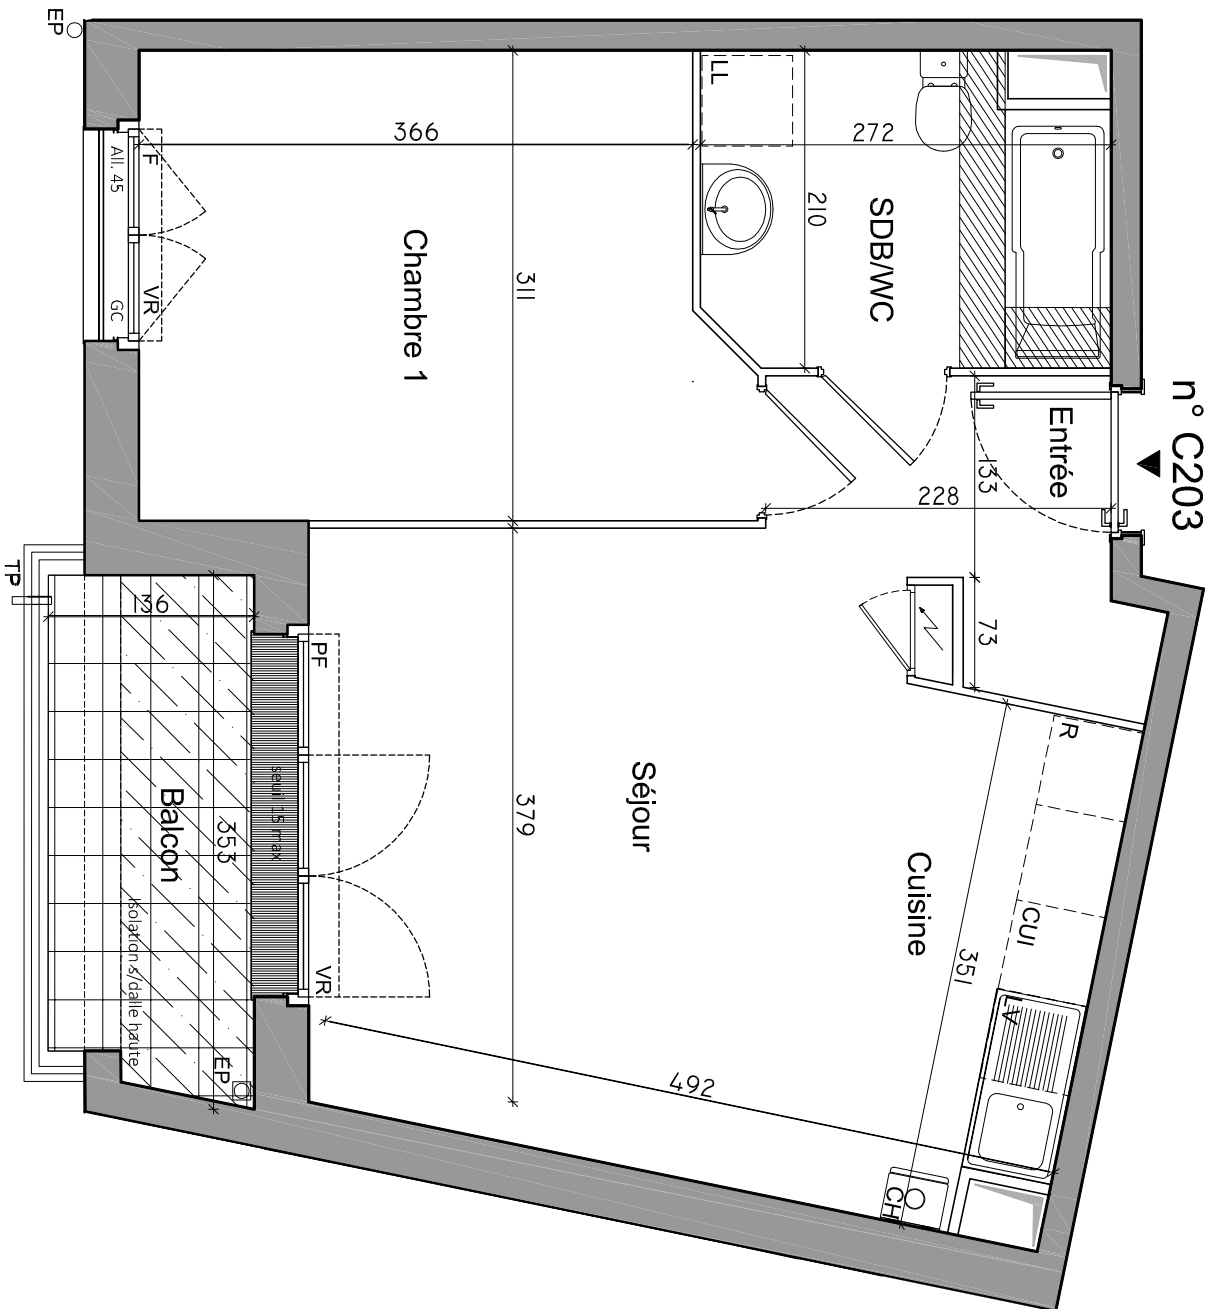 n° C203
Entrée
133
228
73
SDB/WC
272
210
LL
366
311
Chambre 1
F
VR
All. 45
GC
EP
R
CUI
LV
Cuisine
351
CH
492
Séjour
379
PF
VR
seuil 15 max
136
Balcon
353
Isolation s/dalle haute
EP
TP